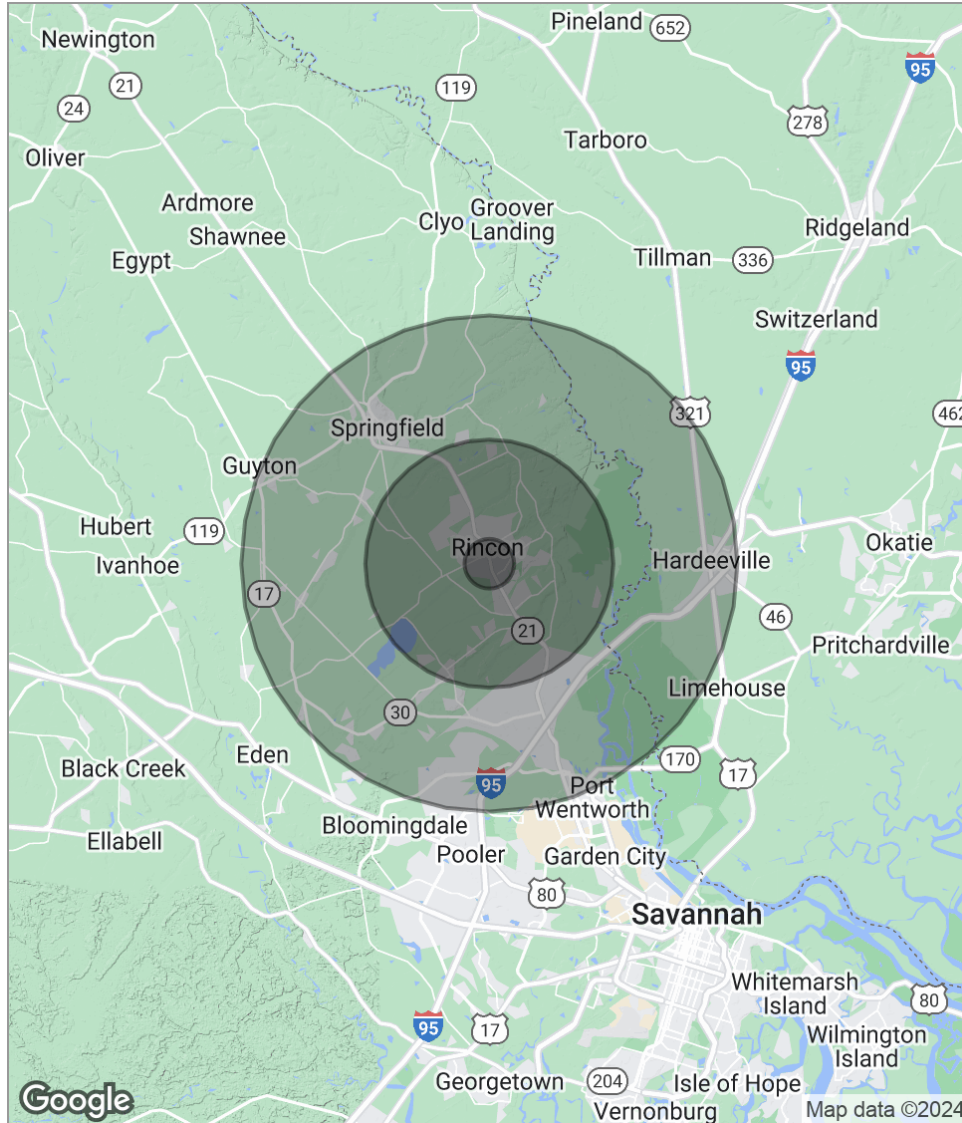 Pineland
652
Newington
95
21
119
24
278
Tarboro
Oliver
Ardmore
Groover
Landing
Clyo
Shawnee
Ridgeland
Egypt
Tillman
336
Switzerland
95
321
462
Springfield
Guyton
Hubert
119
Rincon
Okatie
Ivanhoe
Hardeeville
17
46
21
Pritchardville
Limehouse
30
Eden
170
17
Black Creek
95
Port
Wentworth
Bloomingdale
Ellabell
Pooler
Garden City
80
Savannah
Whitemarsh
Island
80
95
17
Wilmington
Island
Georgetown
204
Isle of Hope
Vernonburg
Google
Map data ©2024